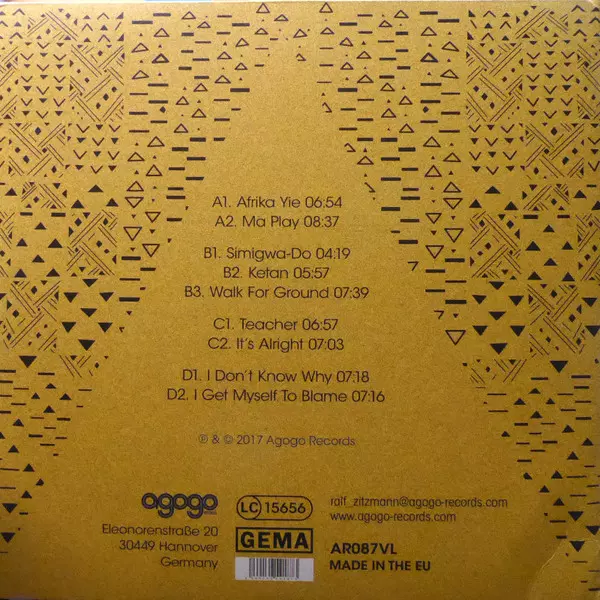 A1. Afrika Yie 06:54
A2. Ma Play 08:37
B1. Simigwa-Do 04:19
B2. Ketan 05:57
B3. Walk For Ground 07:39
C1. Teacher 06:57
C2. It's Alright 07:03
D1. I Don't Know Why 07:18
D2. I Get Myself To Blame 07:16
℗ & © 2017 Agogo Records
agogo
Eleonorenstraße 20
30449 Hannover
Germany
LC 15656
GEMA
ralf_zitzmann@agogo-records.com
www.agogo-records.com
AR087VL
MADE IN THE EU